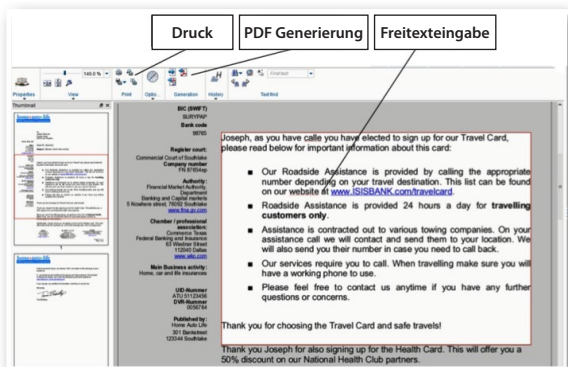 Druck
PDF Generierung
Freitexteingabe
140.0 %
Find text
Properties
View
Print
Optio...
Generation
History
Text find
Thumbnail
BIC (SWIFT)
SURYPAP
Bank code
98765
Register court:
Commercial Court of Southlake
Company number
FN 87654sp
Authority:
Financial Market Authority,
Department
Banking and Capital markets
5 Nowhere street, 76092 Southlake
www.fma.gv.com
Chamber / professional
association:
Commerce Texas
Federal Banking and Insurance
63 Wiedner Street
112040 Dallas
www.wko.com
Main Business activity:
Home, car and life insurances
UID-Nummer
ATU 51123456
DVR-Nummer
0056784
Published by:
Home Auto Life
301 Bankstreet
123344 Southlake
Joseph, as you have calle you have elected to sign up for our Travel Card,
please read below for important information about this card:
■ Our Roadside Assistance is provided by calling the appropriate
number depending on your travel destination. This list can be found
on our website at www.ISISBANK.com/travelcard.
■ Roadside Assistance is provided 24 hours a day for travelling
customers only.
■ Assistance is contracted out to various towing companies. On your
assistance call we will contact and send them to your location. We
will also send you their number in case you need to call back.
■ Our services require you to call. When travelling make sure you will
have a working phone to use.
■ Please feel free to contact us anytime if you have any further
questions or concerns.
Thank you for choosing the Travel Card and safe travels!
Thank you Joseph for also signing up for the Health Card. This will offer you a
50% discount on our National Health Club partners.